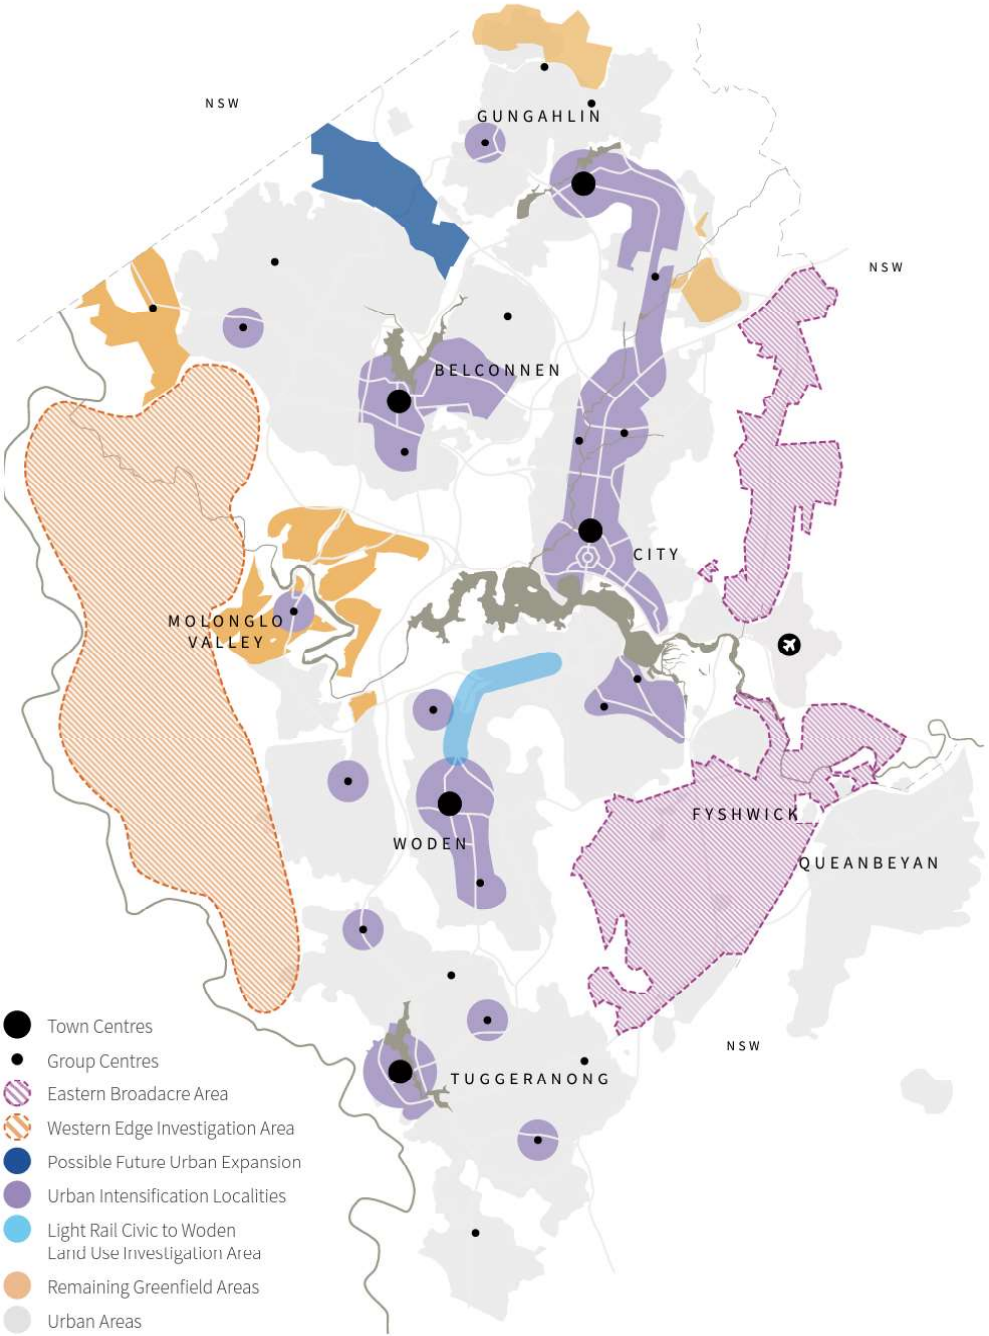 NSW
GUNGAHLIN
NSW
BELCONNEN
CITY
MOLONGLO
VALLEY
FYSHWICK
WODEN
QUEANBEYAN
NSW
TUGGERANONG
Town Centres
Group Centres
Eastern Broadacre Area
Western Edge Investigation Area
Possible Future Urban Expansion
Urban Intensification Localities
Light Rail Civic to Woden
Land Use Investigation Area
Remaining Greenfield Areas
Urban Areas